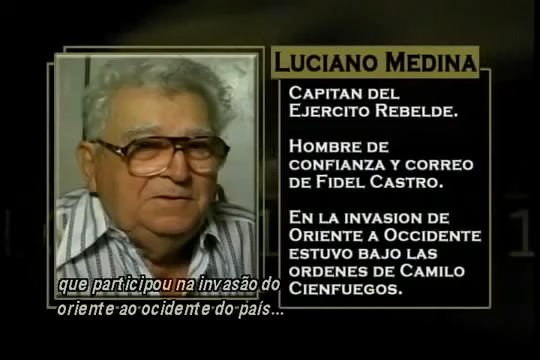 LUCIANO MEDINA
CAPITAN DEL
EJERCITO REBELDE.
HOMBRE DE
CONFIANZA Y CORREO
DE FIDEL CASTRO.
EN LA INVASION DE
ORIENTE A OCCIDENTE
ESTUVO BAJO LAS
ORDENES DE CAMILO
CIENFUEGOS.
que participou na invasão do
oriente ao ocidente do país...